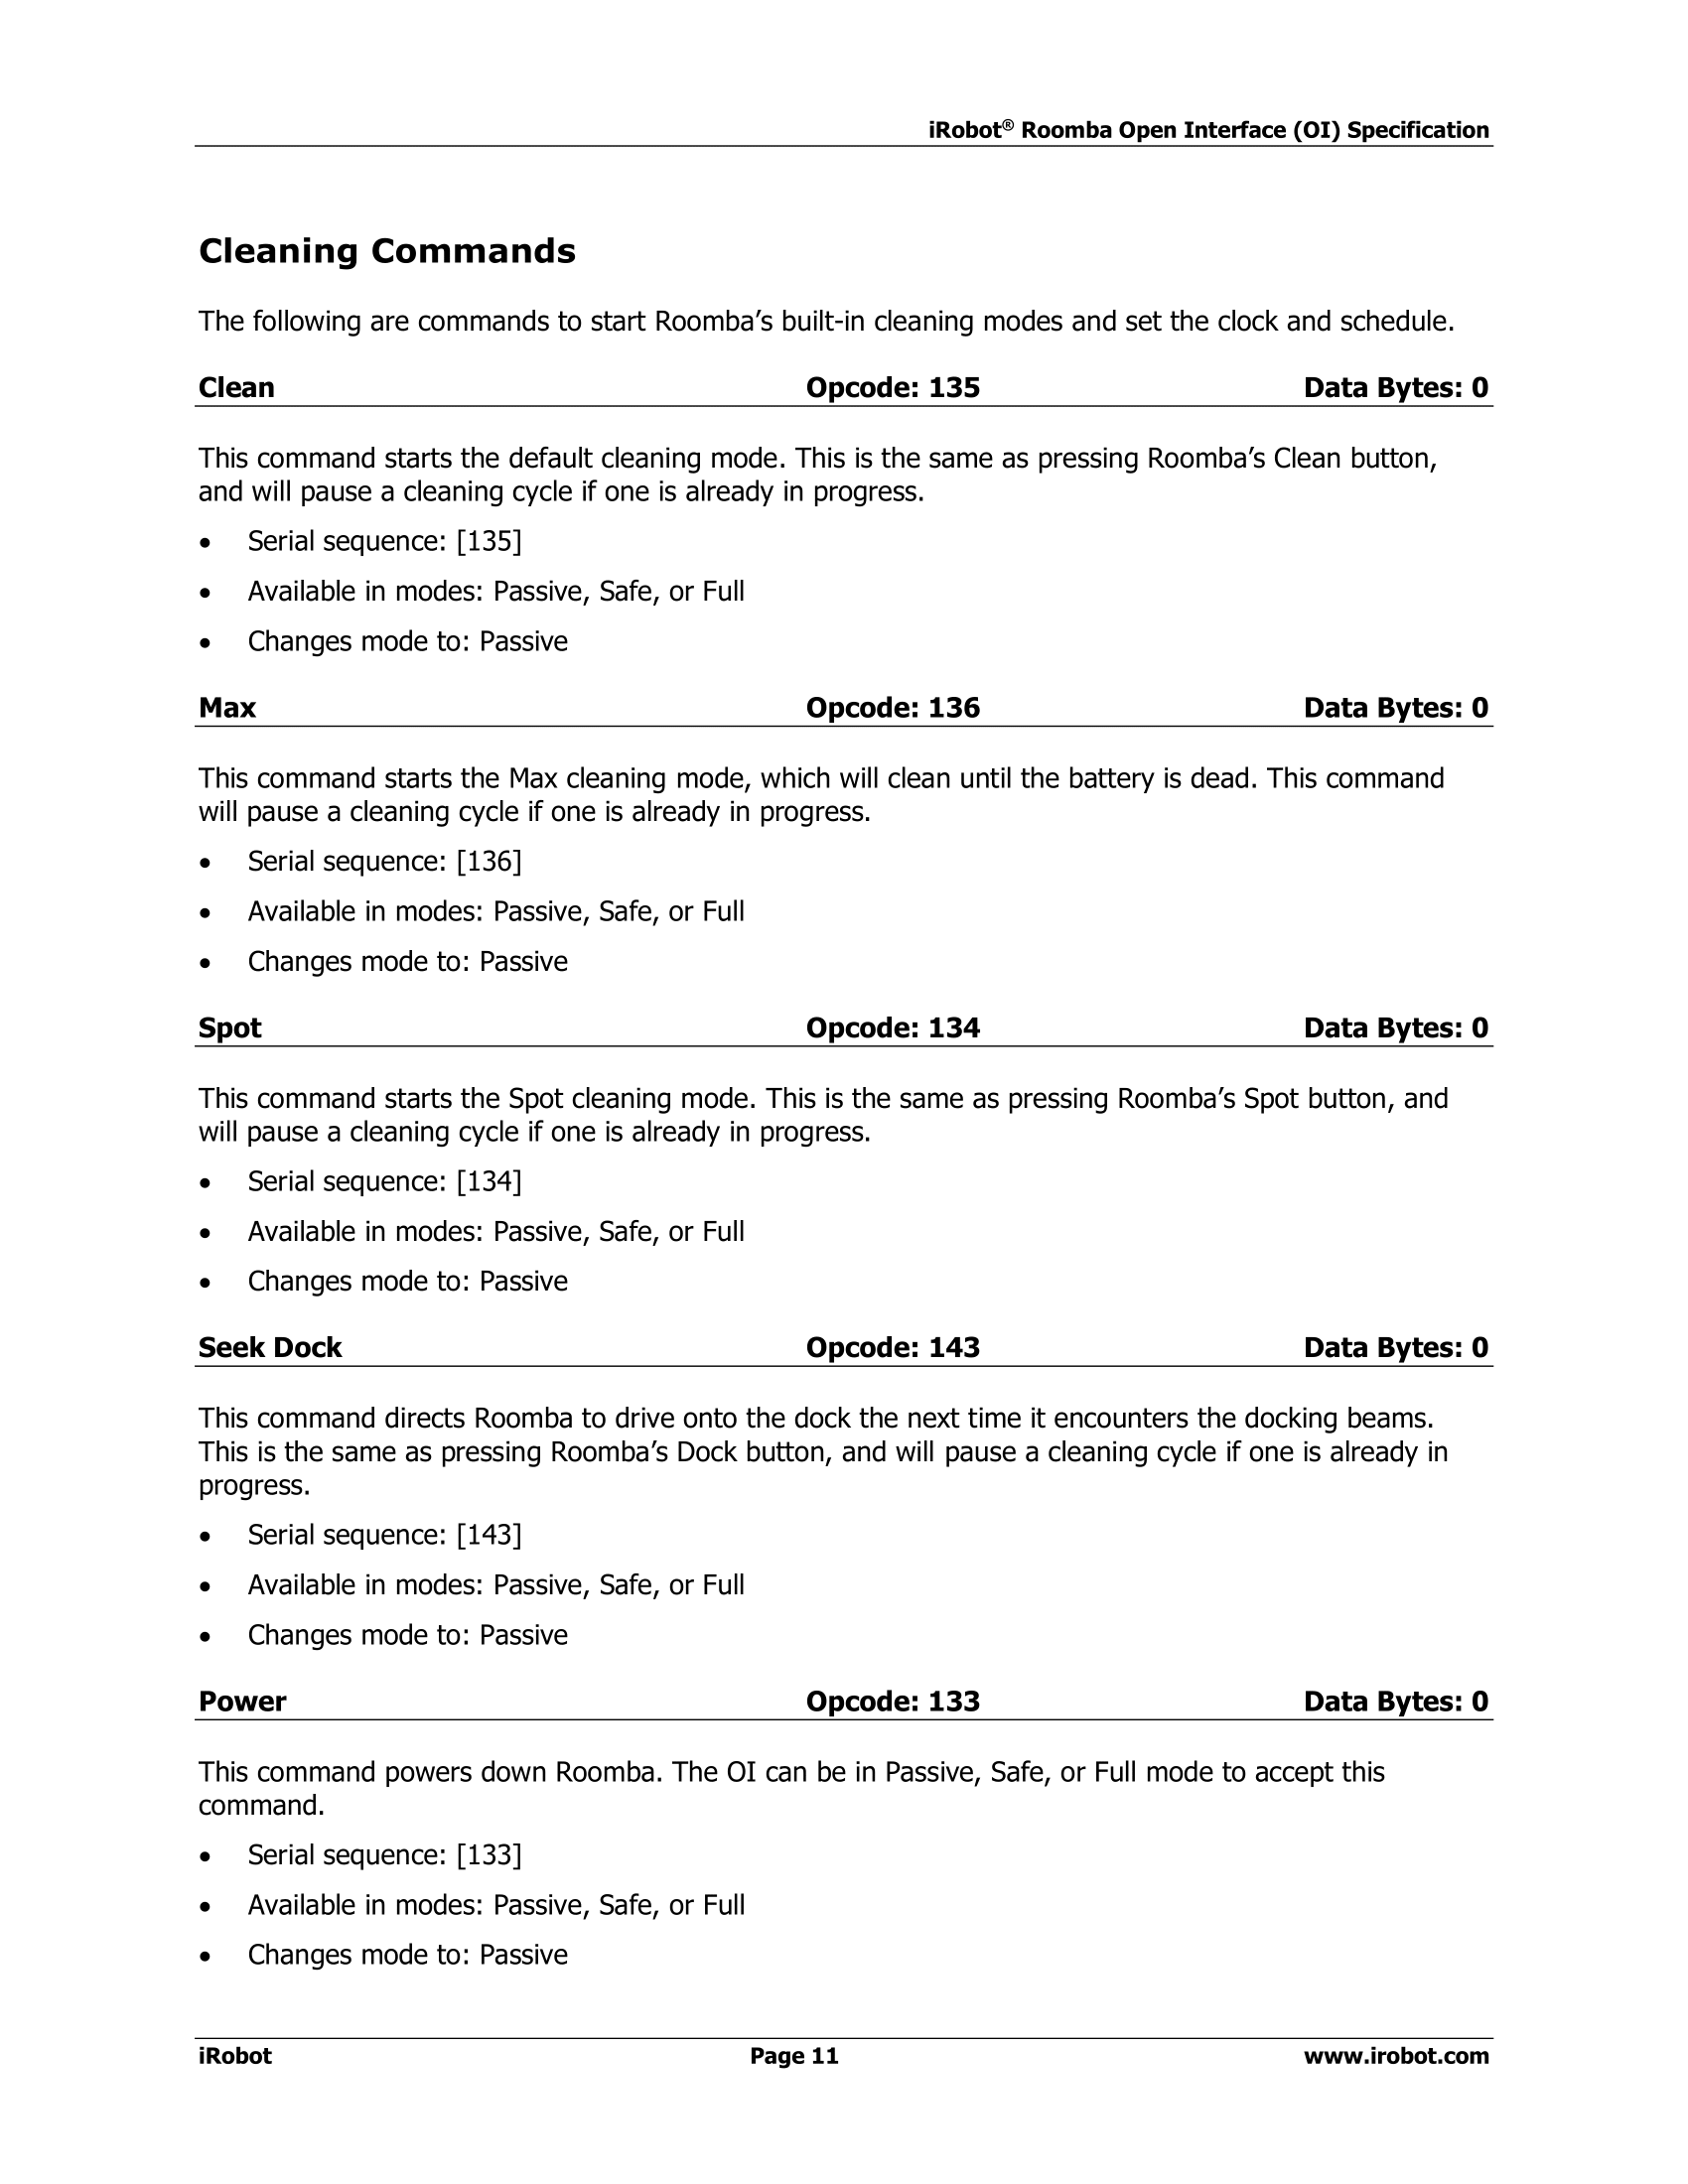 iRobot® Roomba Open Interface (OI) Specification
Cleaning Commands
The following are commands to start Roomba’s built-in cleaning modes and set the clock and schedule.
Clean Opcode: 135 Data Bytes: 0
This command starts the default cleaning mode. This is the same as pressing Roomba’s Clean button,
and will pause a cleaning cycle if one is already in progress.
• Serial sequence: [135]
• Available in modes: Passive, Safe, or Full
• Changes mode to: Passive
Max Opcode: 136 Data Bytes: 0
This command starts the Max cleaning mode, which will clean until the battery is dead. This command
will pause a cleaning cycle if one is already in progress.
• Serial sequence: [136]
• Available in modes: Passive, Safe, or Full
• Changes mode to: Passive
Spot Opcode: 134 Data Bytes: 0
This command starts the Spot cleaning mode. This is the same as pressing Roomba’s Spot button, and
will pause a cleaning cycle if one is already in progress.
• Serial sequence: [134]
• Available in modes: Passive, Safe, or Full
• Changes mode to: Passive
Seek Dock Opcode: 143 Data Bytes: 0
This command directs Roomba to drive onto the dock the next time it encounters the docking beams.
This is the same as pressing Roomba’s Dock button, and will pause a cleaning cycle if one is already in
progress.
• Serial sequence: [143]
• Available in modes: Passive, Safe, or Full
• Changes mode to: Passive
Power Opcode: 133 Data Bytes: 0
This command powers down Roomba. The OI can be in Passive, Safe, or Full mode to accept this
command.
• Serial sequence: [133]
• Available in modes: Passive, Safe, or Full
• Changes mode to: Passive
iRobot Page 11 www.irobot.com